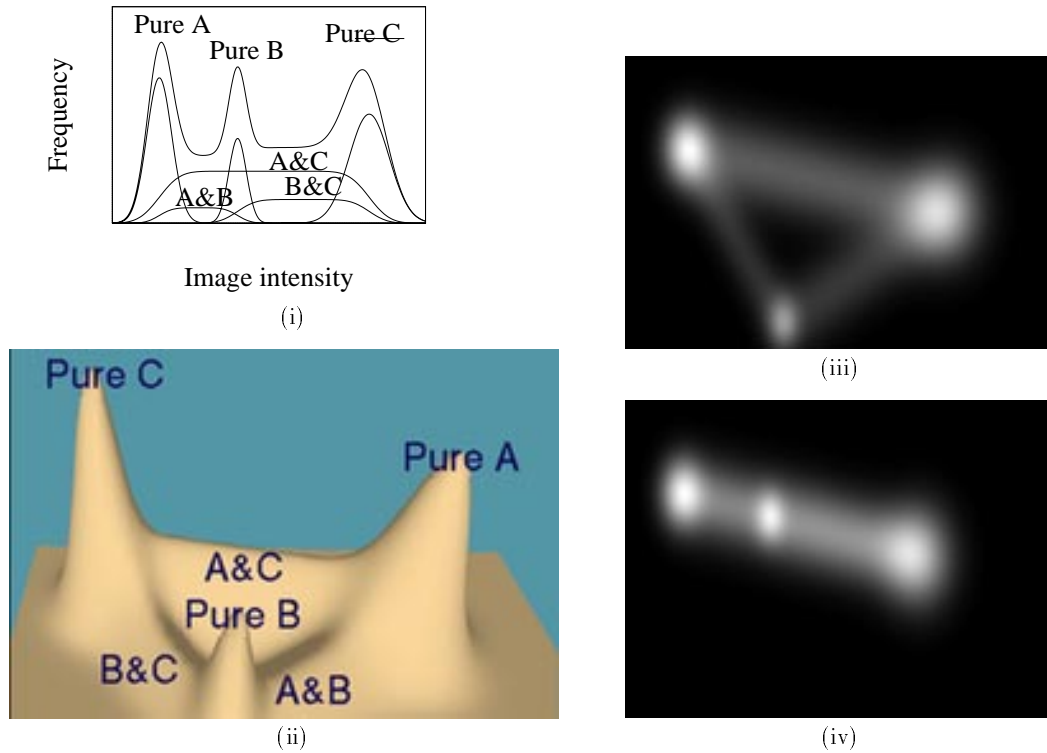 Pure A
Pure B
Pure C
Frequency
A&C
B&C
A&B
Image intensity
(i)
Pure C
Pure A
A&C
Pure B
B&C
A&B
(ii)
(iii)
(iv)